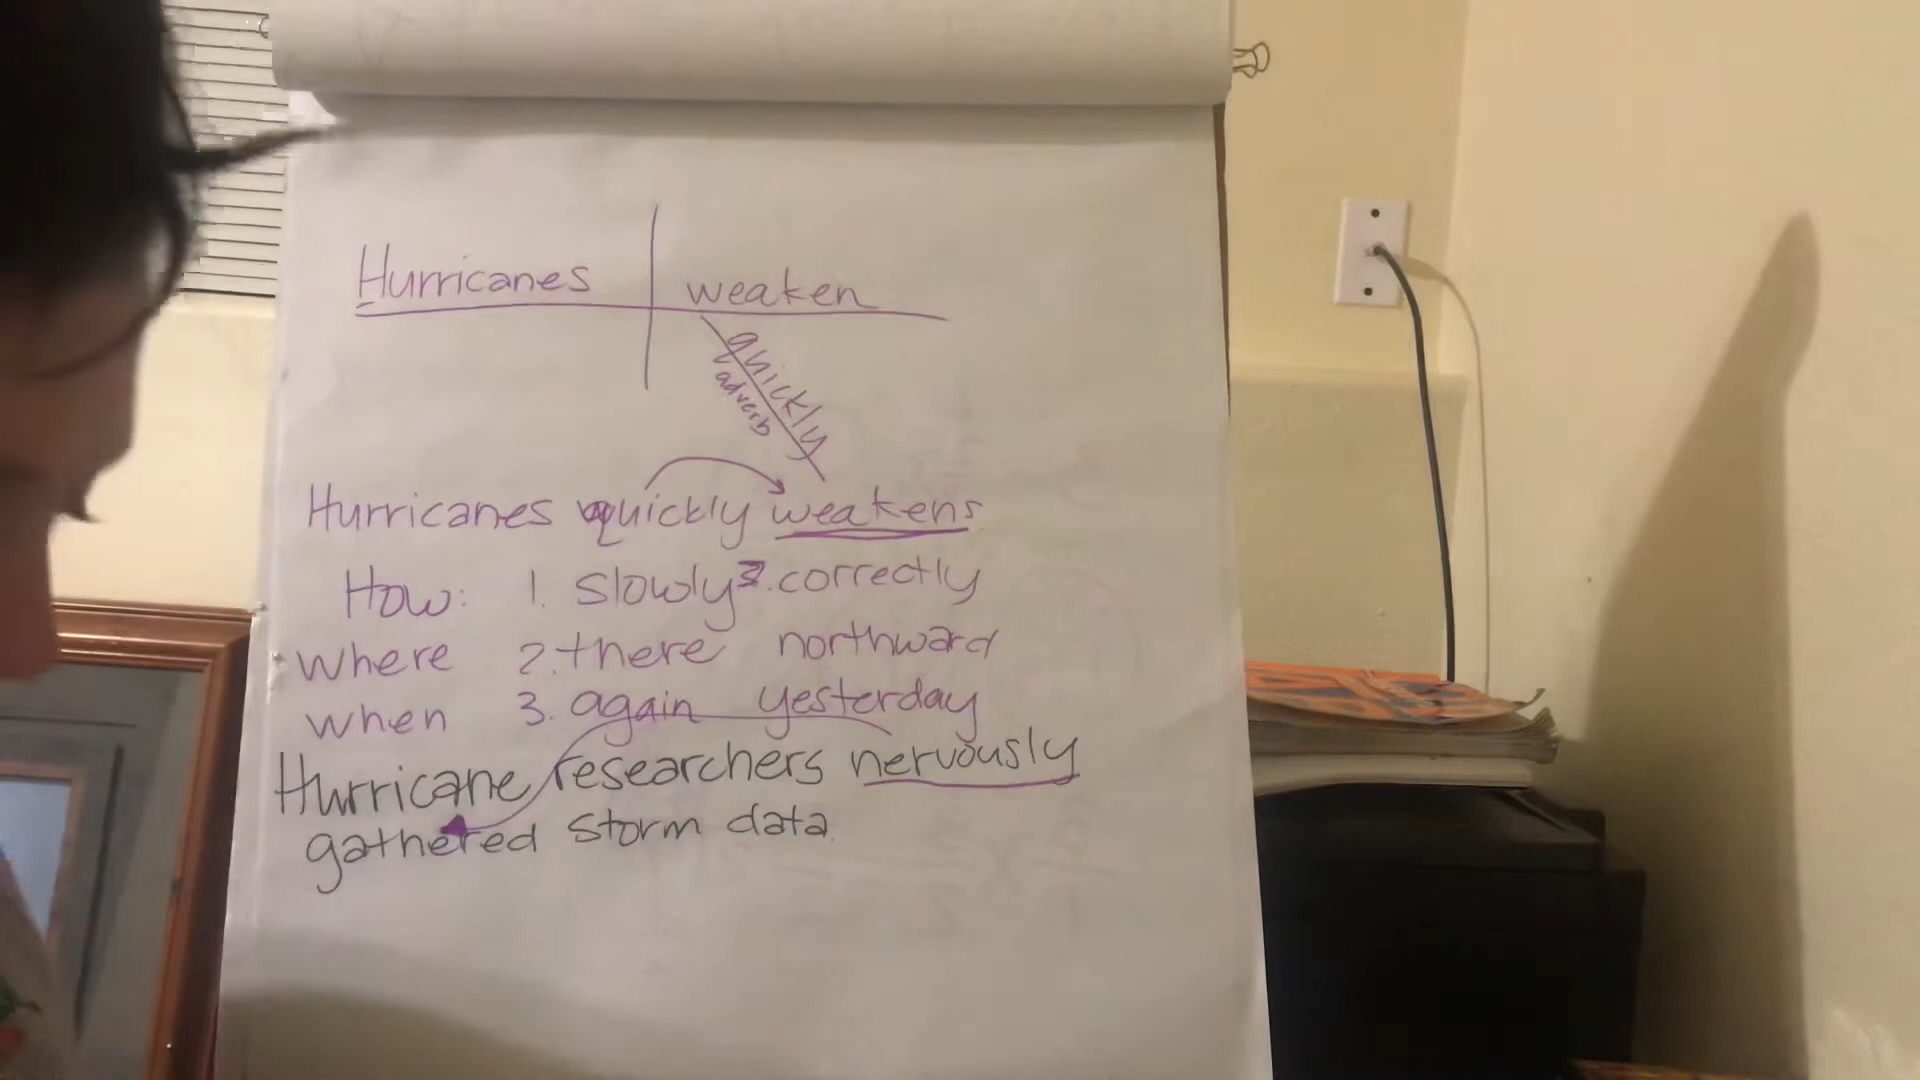 Hurricanes weaken
quickly
adverb
Hurricanes quickly weakens
How: 1. slowly 2. correctly
where 2. there northward
when 3. again yesterday
Hurricane researchers nervously
gathered storm data.